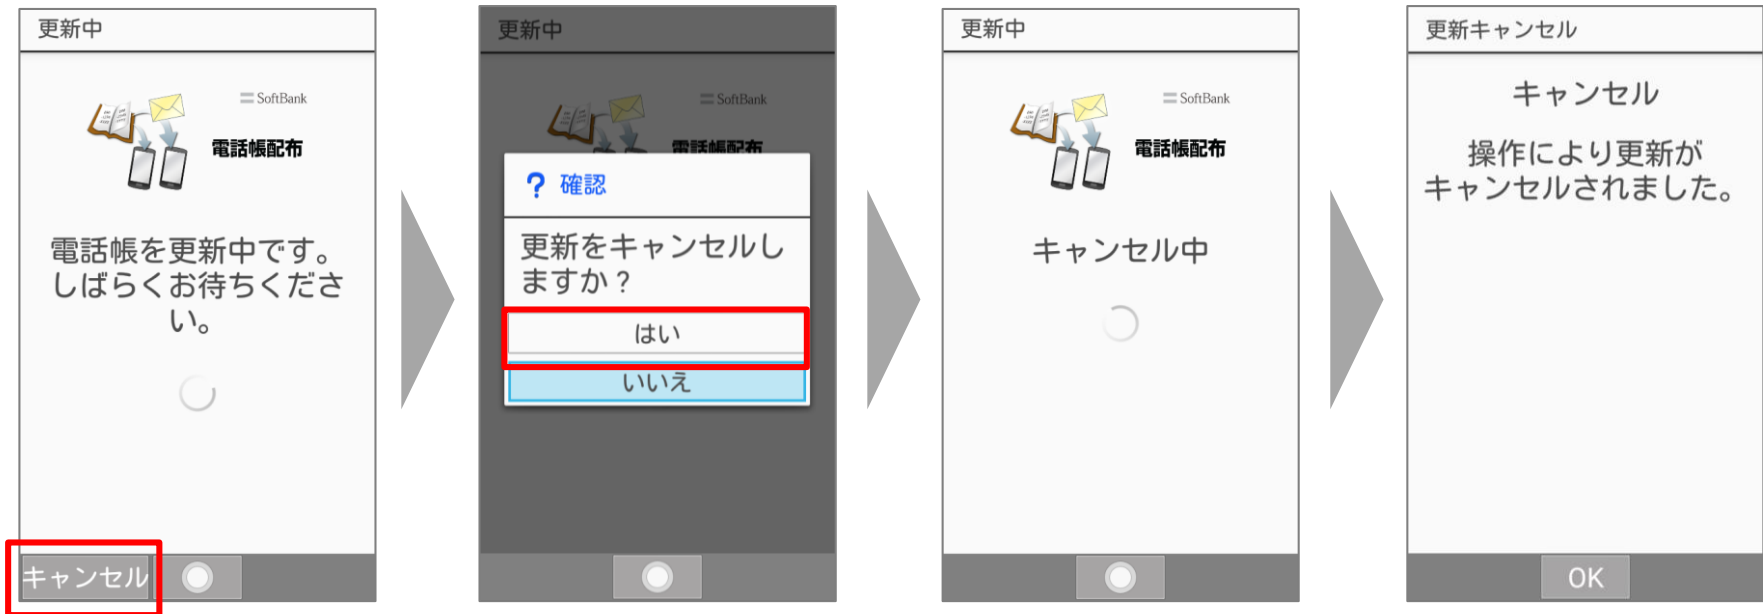 更新中
SoftBank
電話帳配布
電話帳を更新中です。
しばらくお待ちくださ
い。
キャンセル
更新中
SoftBank
電話帳配布
? 確認
更新をキャンセルし
ますか？
はい
いいえ
更新中
SoftBank
電話帳配布
キャンセル中
更新キャンセル
キャンセル
操作により更新が
キャンセルされました。
OK